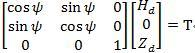 [cos ψ sin ψ 0] [H_d]
[sin ψ cos ψ 0] [0] = T·
[0 0 1] [Z_d]